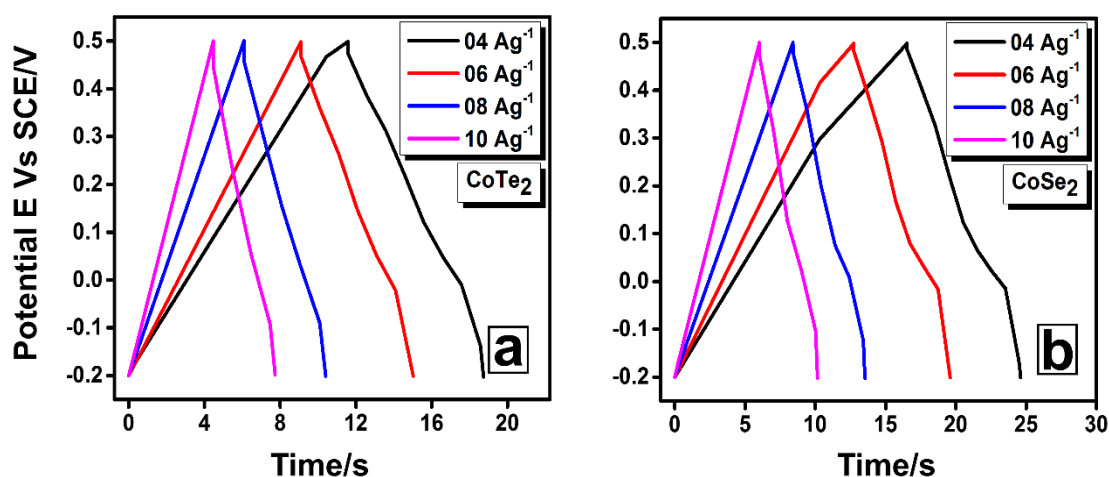 Potential E Vs SCE/V
0.5
0.4
0.3
0.2
0.1
0.0
-0.1
-0.2
0 4 8 12 16 20
Time/s
04 Ag⁻¹
06 Ag⁻¹
08 Ag⁻¹
10 Ag⁻¹
CoTe₂
a
0.5
0.4
0.3
0.2
0.1
0.0
-0.1
-0.2
0 5 10 15 20 25 30
Time/s
04 Ag⁻¹
06 Ag⁻¹
08 Ag⁻¹
10 Ag⁻¹
CoSe₂
b